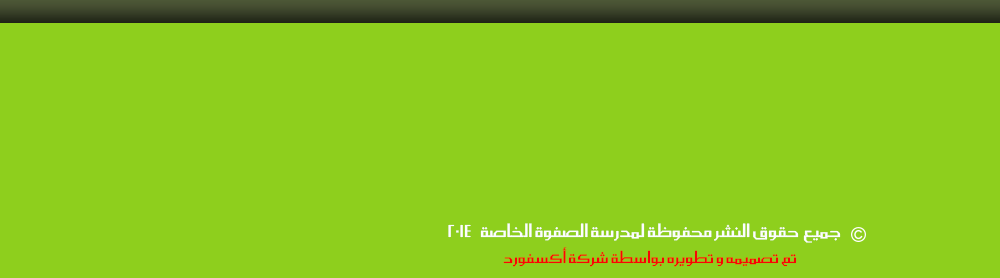 © جميع حقوق النشر محفوظة لمدرسة الصفوة الخاصة ٢٠١٤
تم تصميمه و تطويره بواسطة شركة أكسفورد